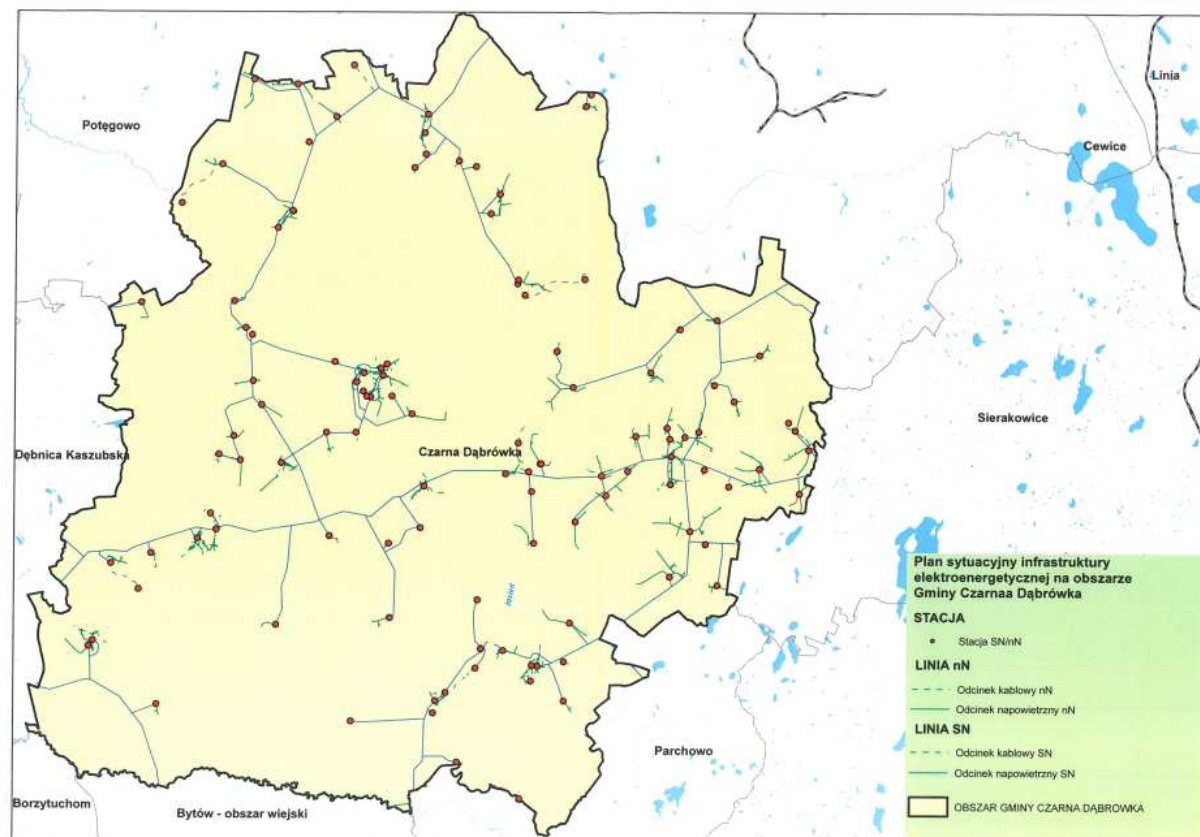 Linia
Potęgowo
Cewice
Sierakowice
Dębnica Kaszubska
Czarna Dąbrówka
Jasień
Parchowo
Borzytuchom
Bytów - obszar wiejski
Plan sytuacyjny infrastruktury
elektroenergetycznej na obszarze
Gminy Czarnaa Dąbrówka
STACJA
Stacja SN/nN
LINIA nN
Odcinek kablowy nN
Odcinek napowietrzny nN
LINIA SN
Odcinek kablowy SN
Odcinek napowietrzny SN
OBSZAR GMINY CZARNA DĄBROWKA